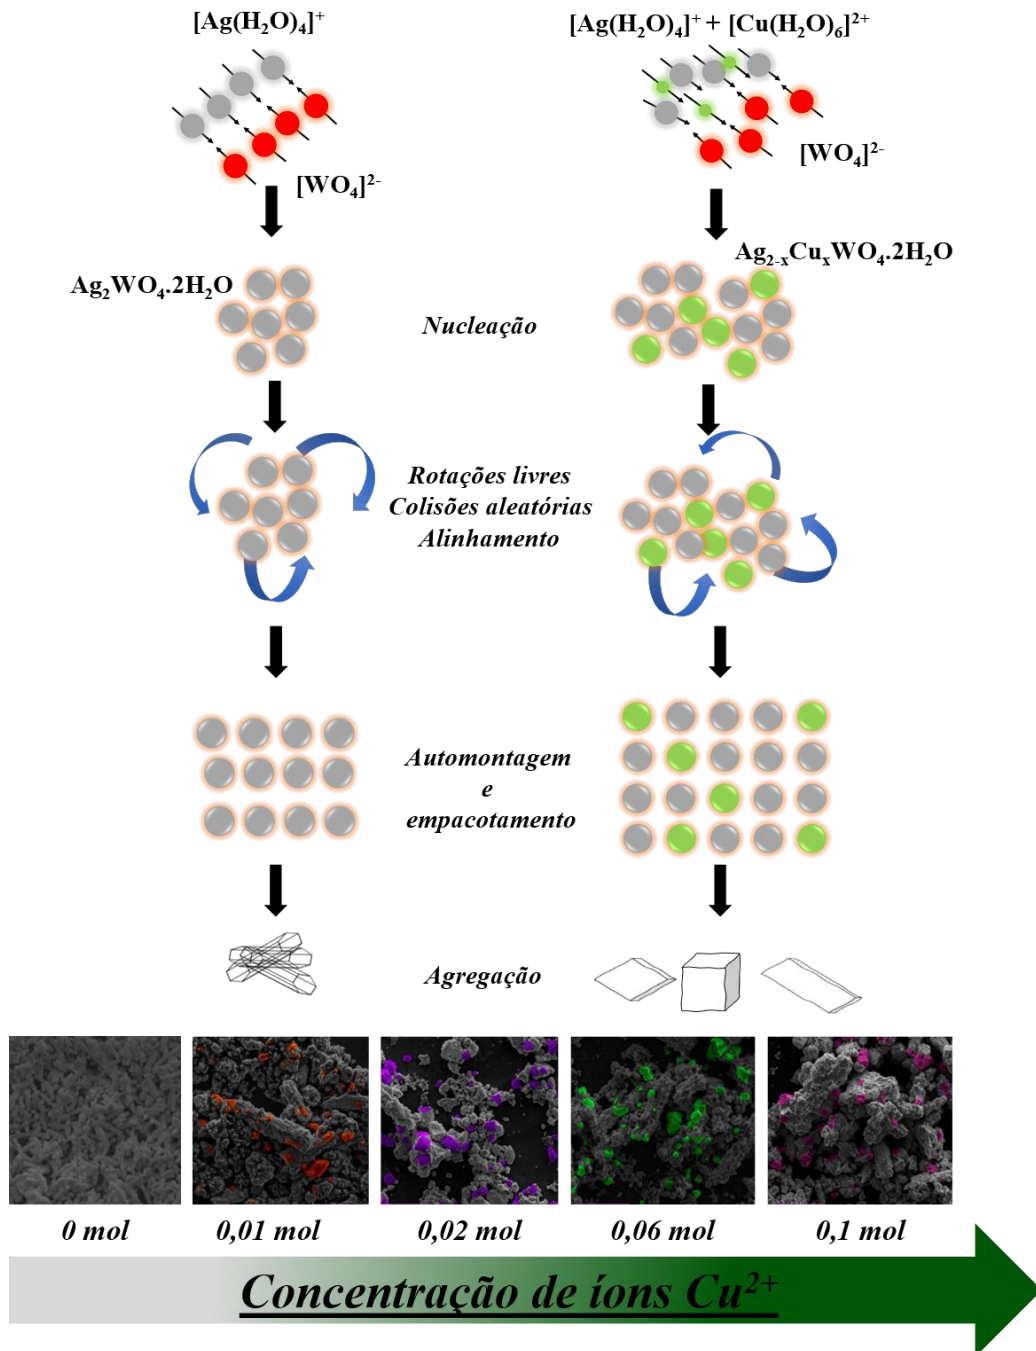 [Ag(H₂O)₄]⁺
[Ag(H₂O)₄]⁺ + [Cu(H₂O)₆]²⁺
[WO₄]²⁻
[WO₄]²⁻
Ag₂WO₄.2H₂O
Ag₂₋ₓCuₓWO₄.2H₂O
Nucleação
Rotações livres
Colisões aleatórias
Alinhamento
Automontagem
e
empacotamento
Agregação
0 mol
0,01 mol
0,02 mol
0,06 mol
0,1 mol
Concentração de íons Cu²⁺